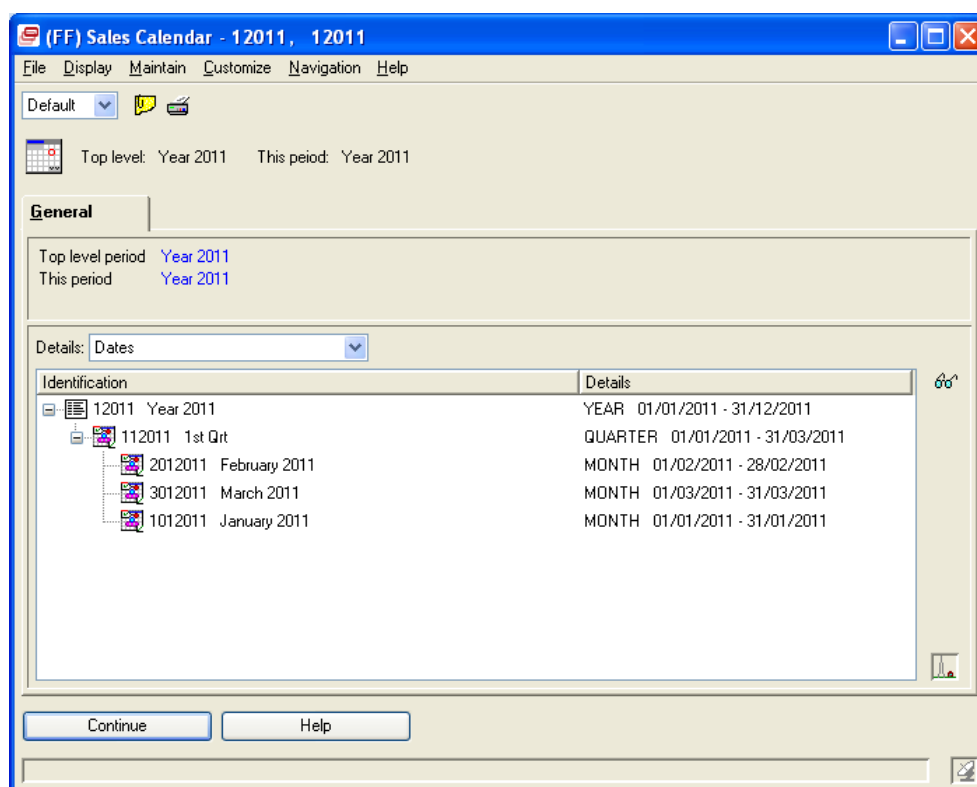 (FF) Sales Calendar - 12011,   12011
File   Display   Maintain   Customize   Navigation   Help
Default
Top level:   Year 2011   This peiod:   Year 2011
General
Top level period   Year 2011
This period   Year 2011
Details:   Dates
Identification   Details
12011   Year 2011   YEAR   01/01/2011 - 31/12/2011
112011   1st Qrt   QUARTER   01/01/2011 - 31/03/2011
2012011   February 2011   MONTH   01/02/2011 - 28/02/2011
3012011   March 2011   MONTH   01/03/2011 - 31/03/2011
1012011   January 2011   MONTH   01/01/2011 - 31/01/2011
Continue   Help